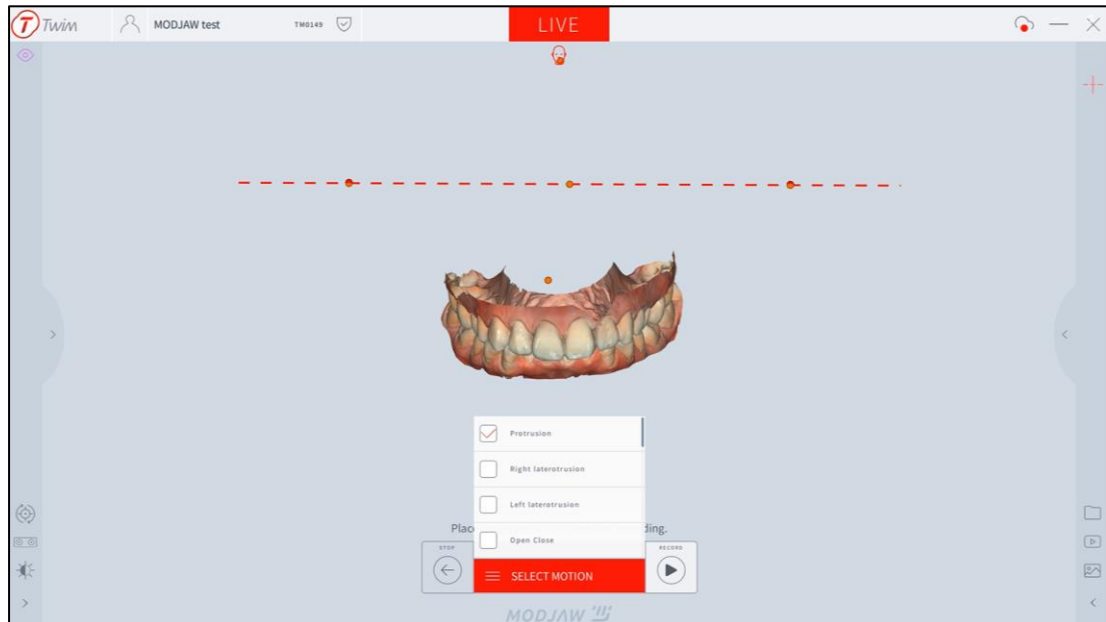 Twim
MODJAW test
TM0149
LIVE
Protrusion
Right laterotrusion
Left laterotrusion
Open Close
Plac
ding.
STOP
SELECT MOTION
RECORD
MODJAW